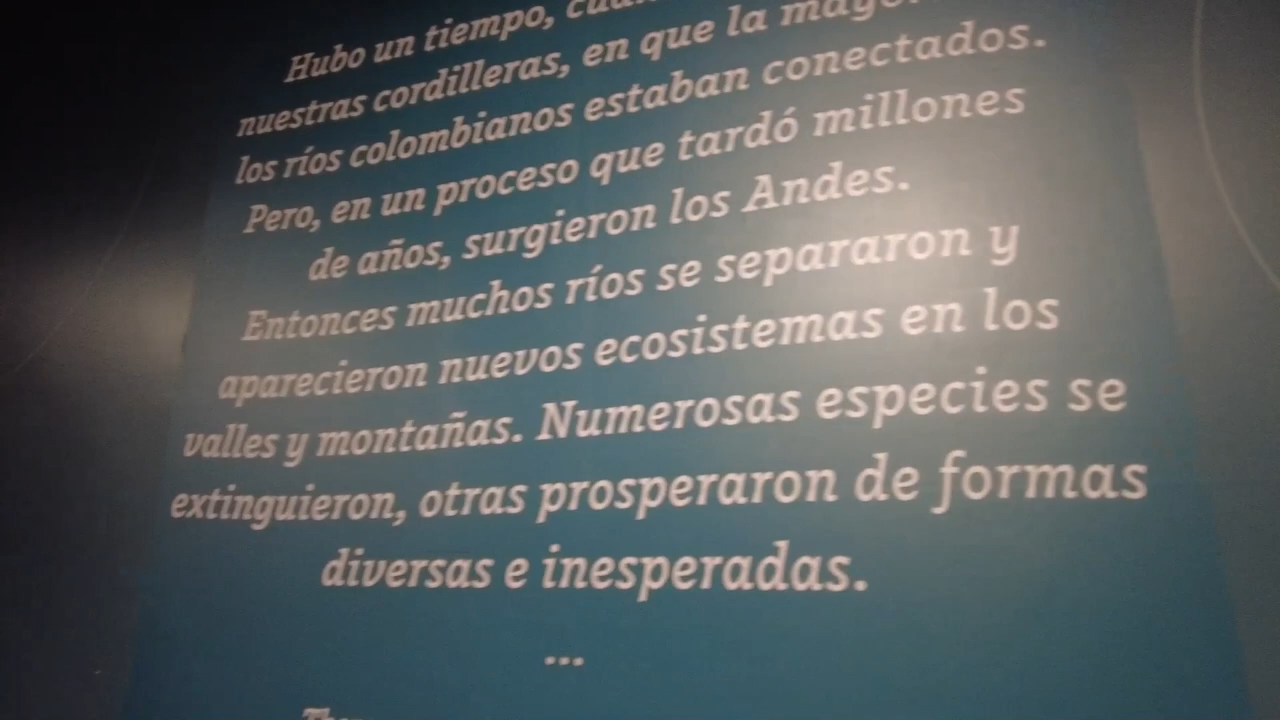 Hubo un tiempo,
nuestras cordilleras, en que la
los ríos colombianos estaban conectados.
Pero, en un proceso que tardó millones
de años, surgieron los Andes.
Entonces muchos ríos se separaron y
aparecieron nuevos ecosistemas en los
valles y montañas. Numerosas especies se
extinguieron, otras prosperaron de formas
diversas e inesperadas.
...